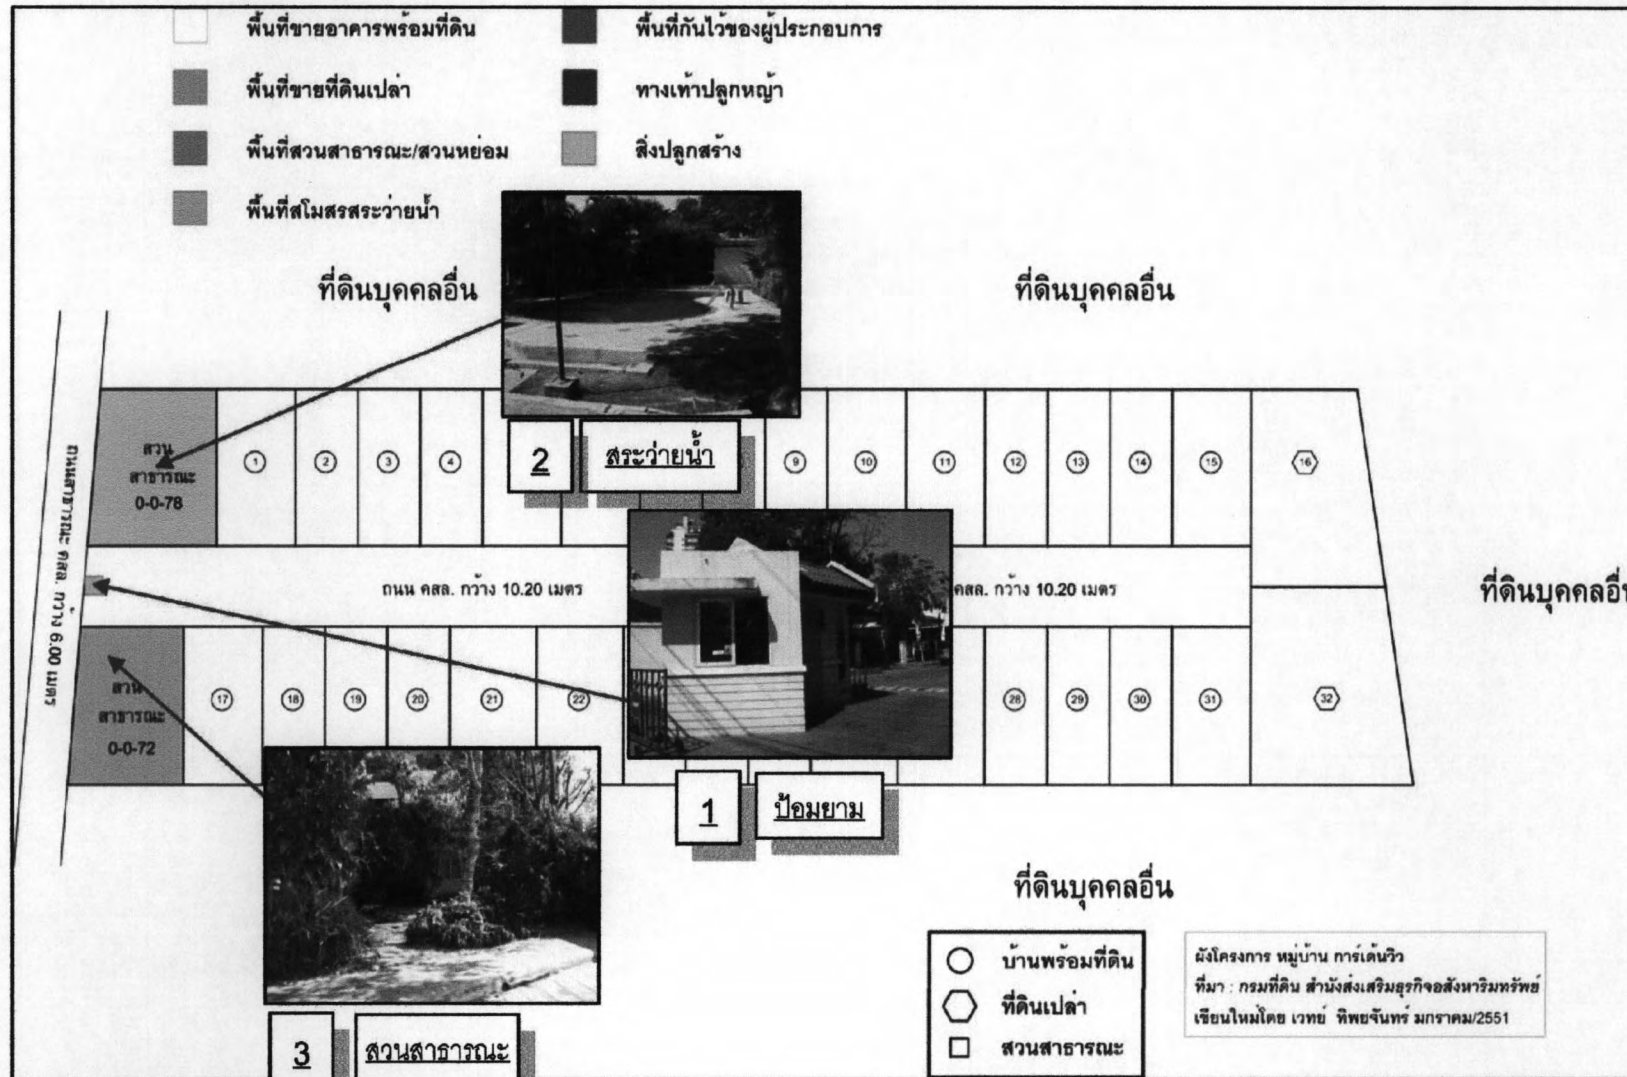 พื้นที่ขายอาคารพร้อมที่ดิน
พื้นที่กันไว้ของผู้ประกอบการ
พื้นที่ขายที่ดินเปล่า
ทางเท้าปลูกหญ้า
พื้นที่สวนสาธารณะ/สวนหย่อม
สิ่งปลูกสร้าง
พื้นที่สโมสรสระว่ายน้ำ
ที่ดินบุคคลอื่น
ที่ดินบุคคลอื่น
ถนนสาธารณะ คสล. กว้าง 6.00 เมตร
สวน
สาธารณะ
0-0-78
1
2
3
4
2
สระว่ายน้ำ
9
10
11
12
13
14
15
16
ถนน คสล. กว้าง 10.20 เมตร
คสล. กว้าง 10.20 เมตร
ที่ดินบุคคลอื่น
สวน
สาธารณะ
0-0-72
17
18
19
20
21
22
28
29
30
31
32
1
ป้อมยาม
3
สวนสาธารณะ
ที่ดินบุคคลอื่น
บ้านพร้อมที่ดิน
ที่ดินเปล่า
สวนสาธารณะ
ผังโครงการ หมู่บ้าน การ์เด้นวิว
ที่มา : กรมที่ดิน สำนังส่งเสริมธุรกิจอสังหาริมทรัพย์
เขียนใหม่โดย เวทย์ ทิพยจันทร์ มกราคม/2551